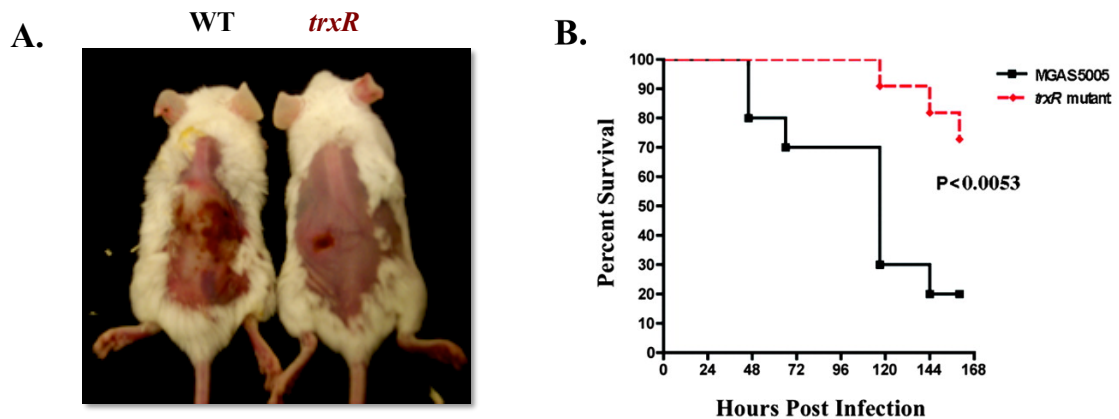 A.
WT trxR
B.
100
90
80
70
60
50
40
30
20
10
0
Percent Survival
0 24 48 72 96 120 144 168
Hours Post Infection
MGAS5005
trxR mutant
P<0.0053